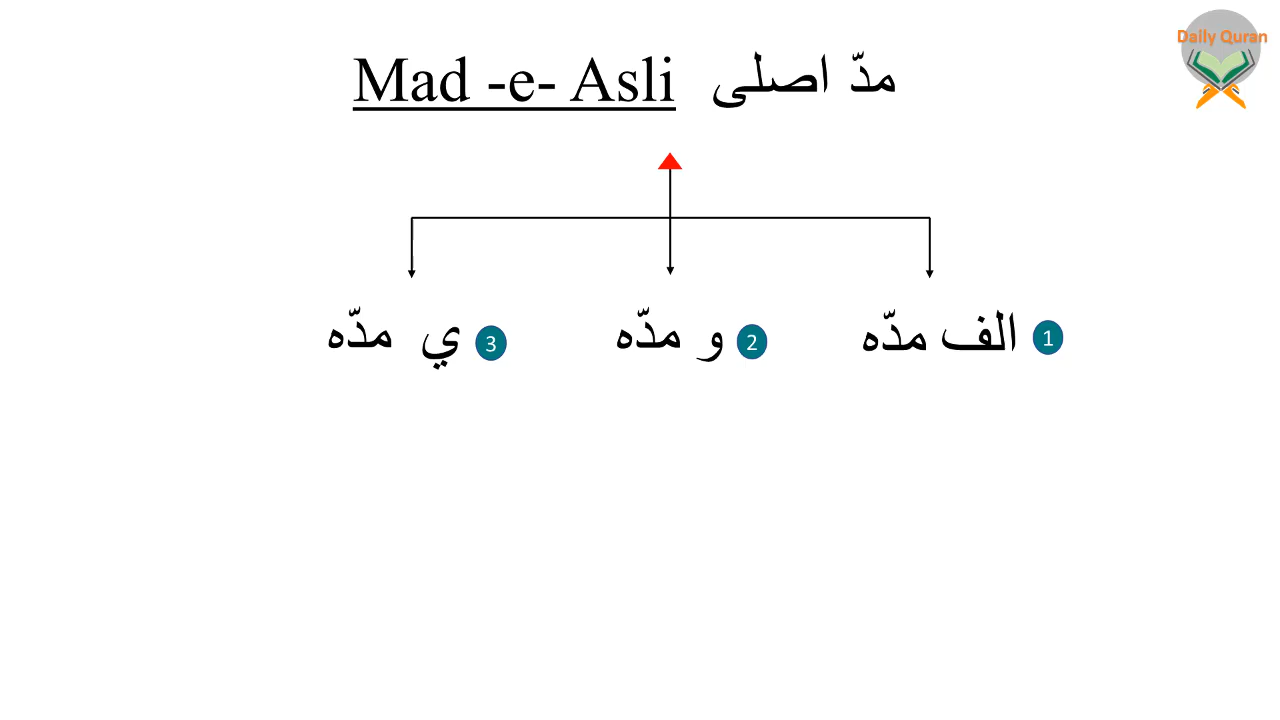 Daily Quran
Mad -e- Asli مدّ اصلی
1 الف مدّه
2 و مدّه
3 ي مدّه